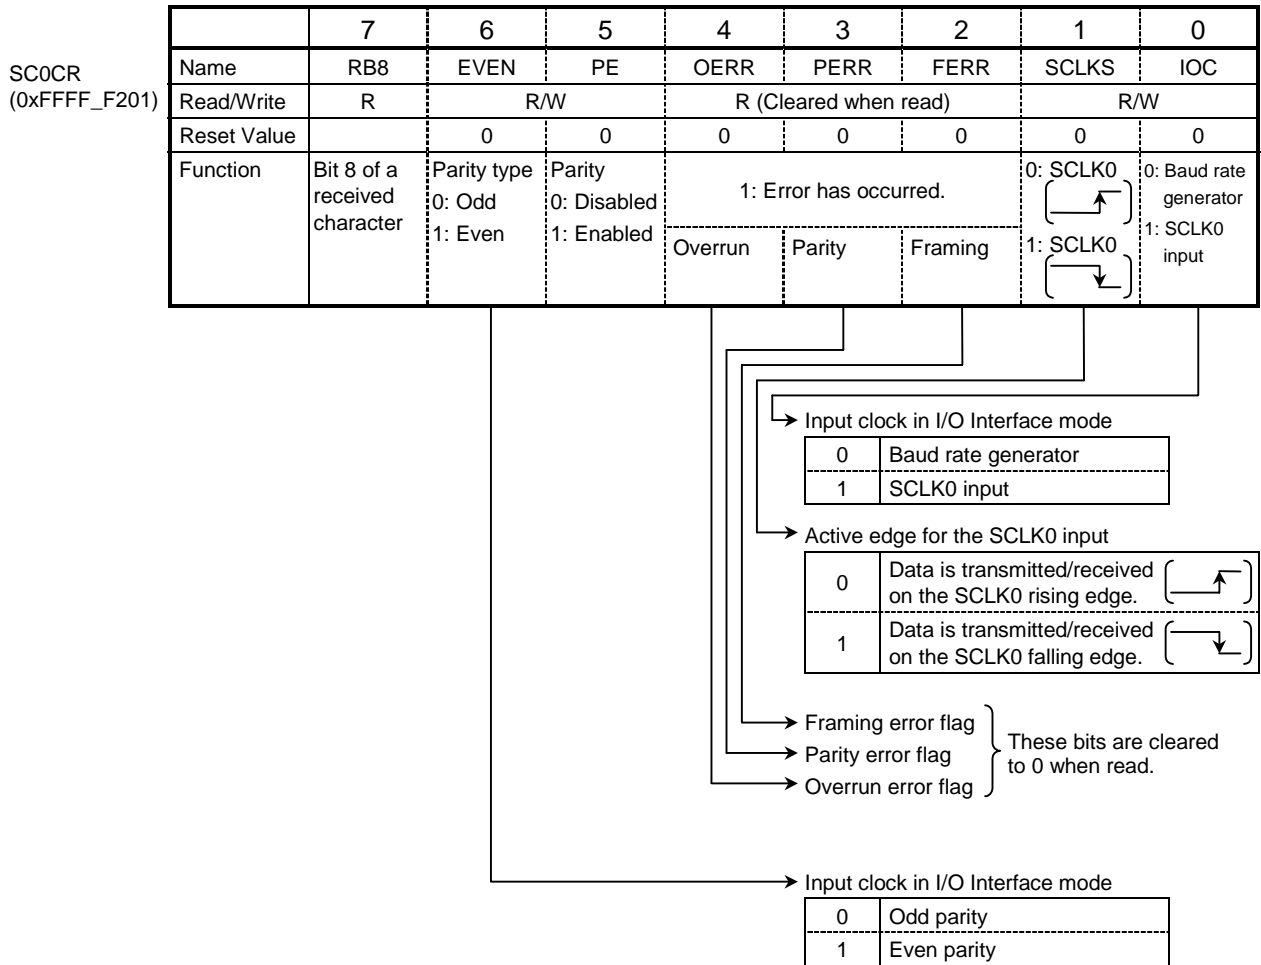 7 6 5 4 3 2 1 0
SC0CR
(0xFFFF_F201)
Name RB8 EVEN PE OERR PERR FERR SCLKS IOC
Read/Write R R/W R (Cleared when read) R/W
Reset Value 0 0 0 0 0 0 0
Function
Bit 8 of a
received
character
Parity type
0: Odd
1: Even
Parity
0: Disabled
1: Enabled
1: Error has occurred.
Overrun Parity Framing
0: SCLK0
1: SCLK0
0: Baud rate
generator
1: SCLK0
input
Input clock in I/O Interface mode
0 Baud rate generator
1 SCLK0 input
Active edge for the SCLK0 input
0 Data is transmitted/received
on the SCLK0 rising edge.
1 Data is transmitted/received
on the SCLK0 falling edge.
Framing error flag
Parity error flag
Overrun error flag
These bits are cleared
to 0 when read.
Input clock in I/O Interface mode
0 Odd parity
1 Even parity